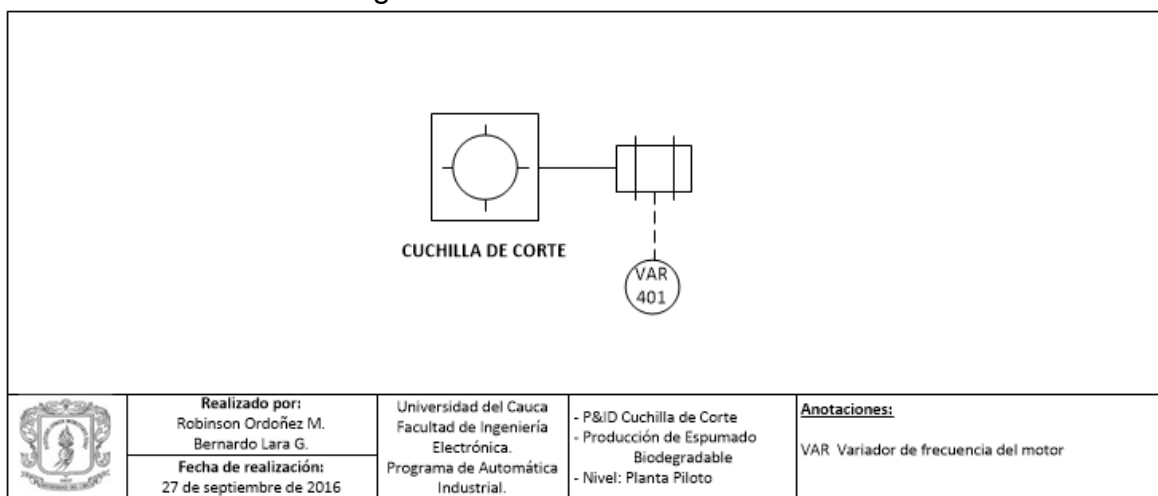 CUCHILLA DE CORTE
VAR
401
Realizado por:
Robinson Ordoñez M.
Bernardo Lara G.
Fecha de realización:
27 de septiembre de 2016
Universidad del Cauca
Facultad de Ingeniería
Electrónica.
Programa de Automática
Industrial.
- P&ID Cuchilla de Corte
- Producción de Espumado
Biodegradable
- Nivel: Planta Piloto
Anotaciones:
VAR Variador de frecuencia del motor